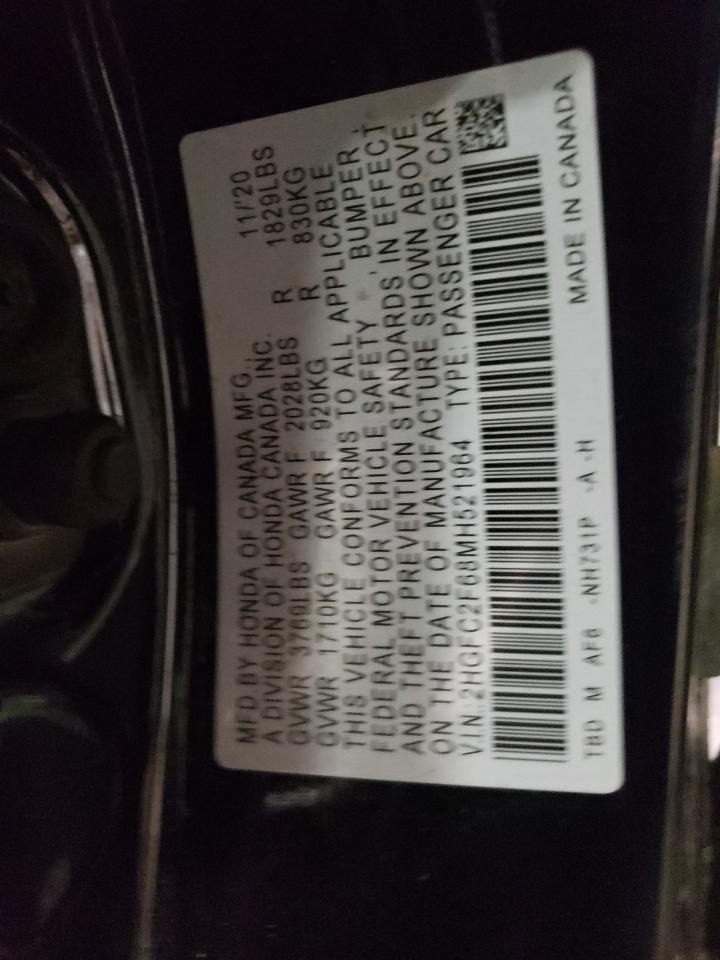 MFD BY HONDA OF CANADA MFG., 11/'20
A DIVISION OF HONDA CANADA INC.
GVWR 3769LBS GAWR F 2028LBS R 1829LBS
GVWR 1710KG GAWR F 920KG R 830KG
THIS VEHICLE CONFORMS TO ALL APPLICABLE
FEDERAL MOTOR VEHICLE SAFETY , BUMPER ,
AND THEFT PREVENTION STANDARDS IN EFFECT
ON THE DATE OF MANUFACTURE SHOWN ABOVE.
VIN:2HGFC2F68MH521964 TYPE:PASSENGER CAR
TBD M AF6 -NH731P -A -H MADE IN CANADA